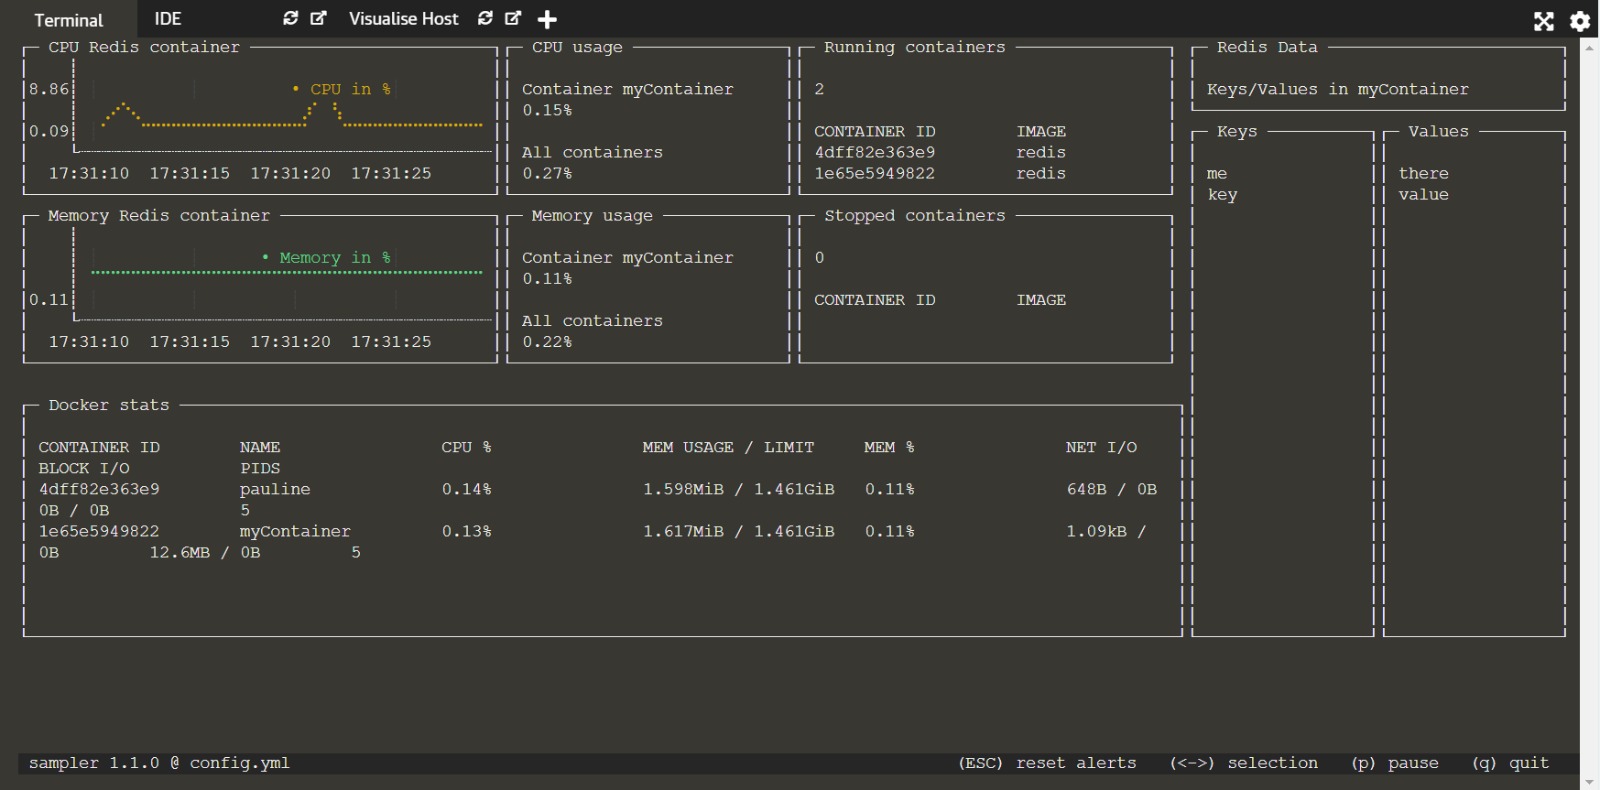 Terminal IDE Visualise Host
CPU Redis container
8.86
• CPU in %
0.09
17:31:10 17:31:15 17:31:20 17:31:25
CPU usage
Container myContainer
0.15%
All containers
0.27%
Running containers
2
CONTAINER ID IMAGE
4dff82e363e9 redis
1e65e5949822 redis
Redis Data
Keys/Values in myContainer
Keys
me
key
Values
there
value
Memory Redis container
• Memory in %
0.11
17:31:10 17:31:15 17:31:20 17:31:25
Memory usage
Container myContainer
0.11%
All containers
0.22%
Stopped containers
0
CONTAINER ID IMAGE
Docker stats
CONTAINER ID NAME CPU % MEM USAGE / LIMIT MEM % NET I/O
BLOCK I/O PIDS
4dff82e363e9 pauline 0.14% 1.598MiB / 1.461GiB 0.11% 648B / 0B
0B / 0B 5
1e65e5949822 myContainer 0.13% 1.617MiB / 1.461GiB 0.11% 1.09kB /
0B 12.6MB / 0B 5
sampler 1.1.0 @ config.yml (ESC) reset alerts (<->) selection (p) pause (q) quit